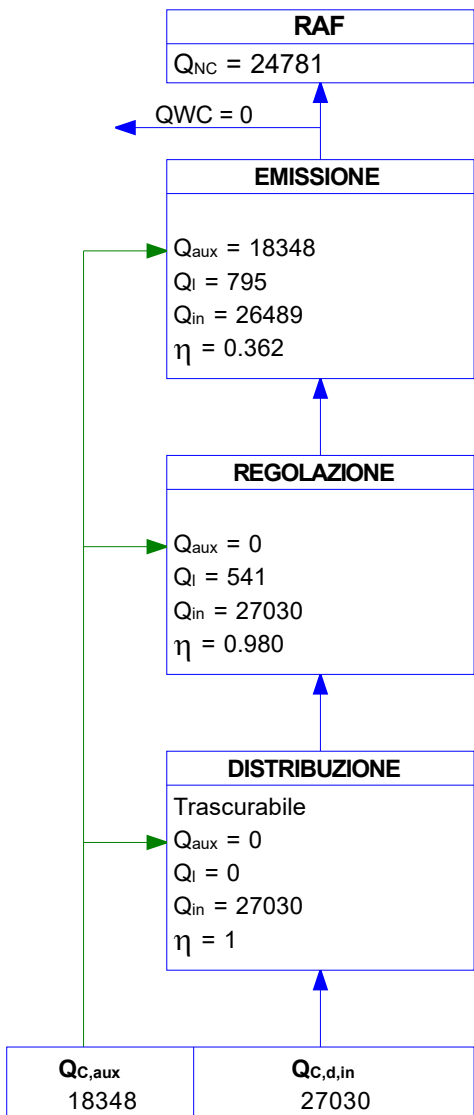 RAF
QNC = 24781
QWC = 0
EMISSIONE
Qaux = 18348
Ql = 795
Qin = 26489
η = 0.362
REGOLAZIONE
Qaux = 0
Ql = 541
Qin = 27030
η = 0.980
DISTRIBUZIONE
Trascurabile
Qaux = 0
Ql = 0
Qin = 27030
η = 1
QC,aux QC,d,in
18348 27030